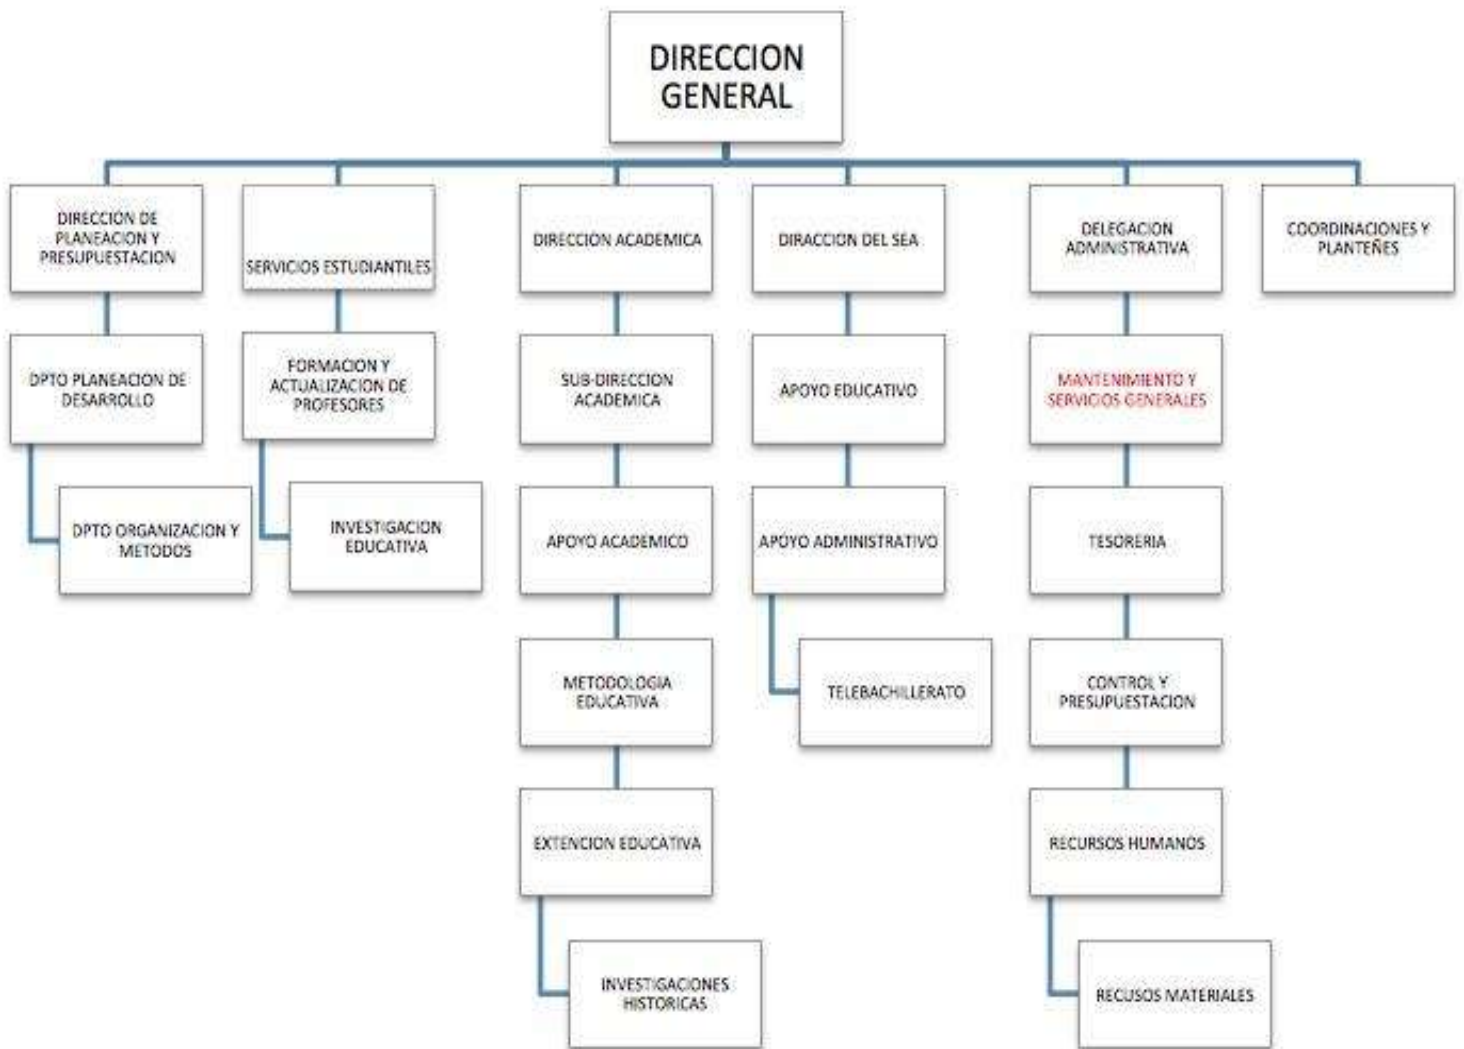 DIRECCION
GENERAL
DIRECCION DE
PLANEACION Y
PRESUPUESTACION
SERVICIOS ESTUDIANTILES
DIRECCION ACADEMICA
DIRACCION DEL SEA
DELEGACION
ADMINISTRATIVA
COORDINACIONES Y
PLANTEÑES
DPTO PLANEACION DE
DESARROLLO
FORMACION Y
ACTUALIZACION DE
PROFESORES
SUB-DIRECCION
ACADEMICA
APOYO EDUCATIVO
MANTENIMIENTO Y
SERVICIOS GENERALES
DPTO ORGANIZACION Y
METODOS
INVESTIGACION
EDUCATIVA
APOYO ACADEMICO
APOYO ADMINISTRATIVO
TESORERIA
METODOLOGIA
EDUCATIVA
TELEBACHILLERATO
CONTROL Y
PRESUPUESTACION
EXTENCION EDUCATIVA
RECURSOS HUMANOS
INVESTIGACIONES
HISTORICAS
RECUSOS MATERIALES